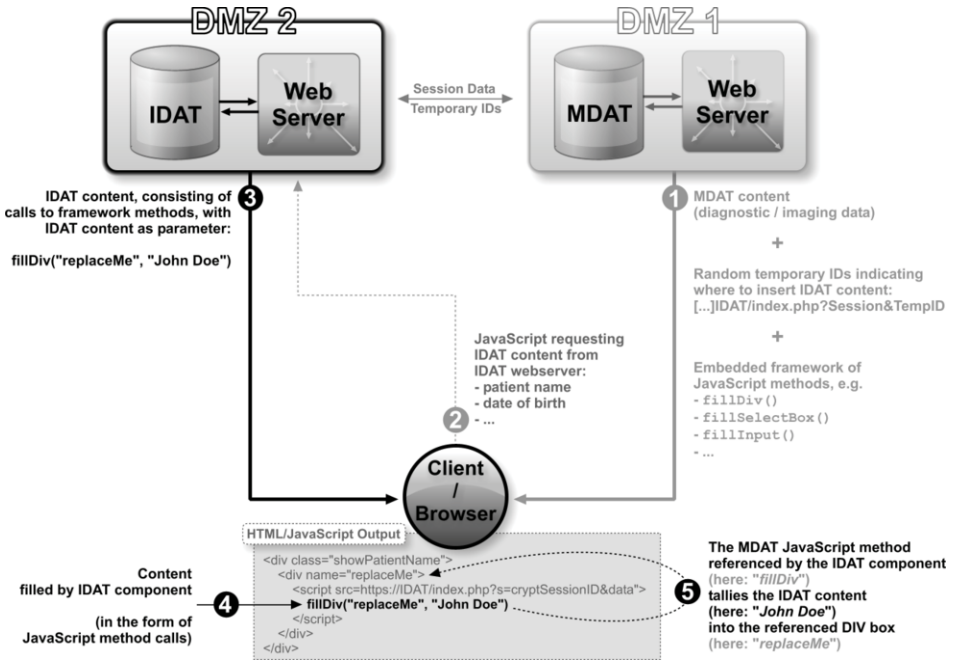 DMZ 2
DMZ 1
IDAT
Web
Server
Session Data
Temporary IDs
MDAT
Web
Server
3
IDAT content, consisting of
calls to framework methods, with
IDAT content as parameter:
fillDiv("replaceMe", "John Doe")
1
MDAT content
(diagnostic / imaging data)
+
Random temporary IDs indicating
where to insert IDAT content:
[...]IDAT/index.php?Session&TempID
+
Embedded framework of
JavaScript methods, e.g.
- fillDiv()
- fillSelectBox()
- fillInput()
- ...
JavaScript requesting
IDAT content from
IDAT webserver:
- patient name
- date of birth
- ...
2
Client
/
Browser
HTML/JavaScript Output
<div class="showPatientName">
<div name="replaceMe">
<script src=https://IDAT/index.php?s=cryptSessionID&data">
fillDiv("replaceMe", "John Doe")
</script>
</div>
</div>
Content
filled by IDAT component
(in the form of
JavaScript method calls)
4
5
The MDAT JavaScript method
referenced by the IDAT component
(here: "fillDiv")
tallies the IDAT content
(here: "John Doe")
into the referenced DIV box
(here: "replaceMe")